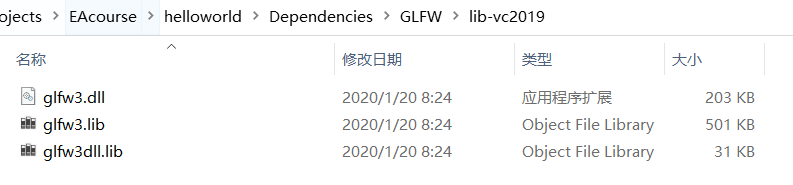 ojects > EAcourse > helloworld > Dependencies > GLFW > lib-vc2019
名称 修改日期 类型 大小
glfw3.dll 2020/1/20 8:24 应用程序扩展 203 KB
glfw3.lib 2020/1/20 8:24 Object File Library 501 KB
glfw3dll.lib 2020/1/20 8:24 Object File Library 31 KB